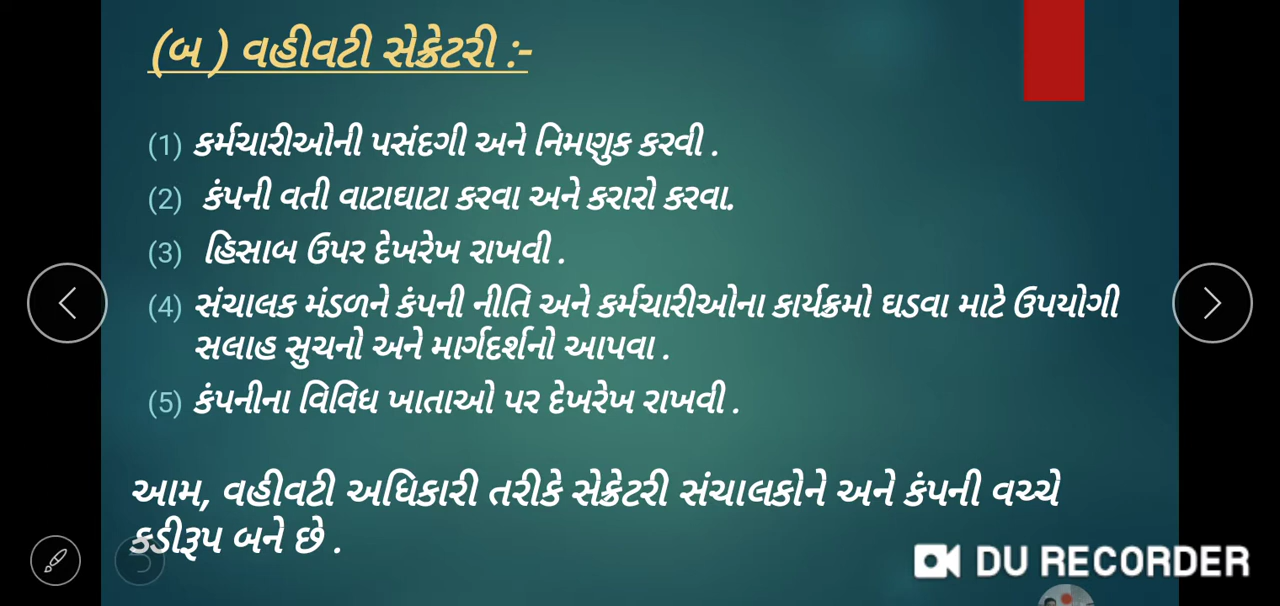 (બ ) વહીવટી સેક્રેટરી :-
(1) કર્મચારીઓની પસંદગી અને નિમણુક કરવી .
(2) કંપની વતી વાટાઘાટા કરવા અને કરારો કરવા.
(3) હિસાબ ઉપર દેખરેખ રાખવી .
(4) સંચાલક મંડળને કંપની નીતિ અને કર્મચારીઓના કાર્યક્રમો ઘડવા માટે ઉપયોગી
સલાહ સુચનો અને માર્ગદર્શનો આપવા .
(5) કંપનીના વિવિધ ખાતાઓ પર દેખરેખ રાખવી .
આમ, વહીવટી અધિકારી તરીકે સેક્રેટરી સંચાલકોને અને કંપની વચ્ચે
કડીરૂપ બને છે .
DU RECORDER